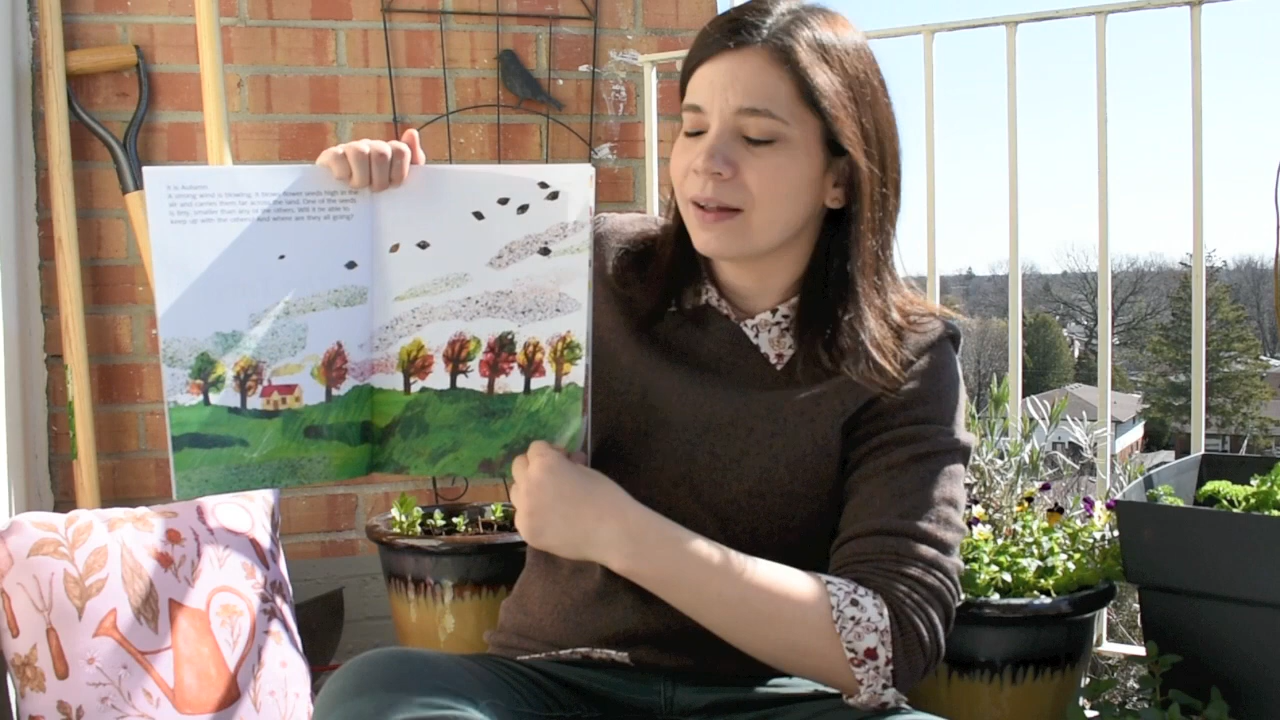 It is Autumn.
A strong wind is blowing. It blows flower seeds high in the
air and carries them far across the land. One of the seeds
is tiny, smaller than any of the others. Will it be able to
keep up with the others? And where are they all going?